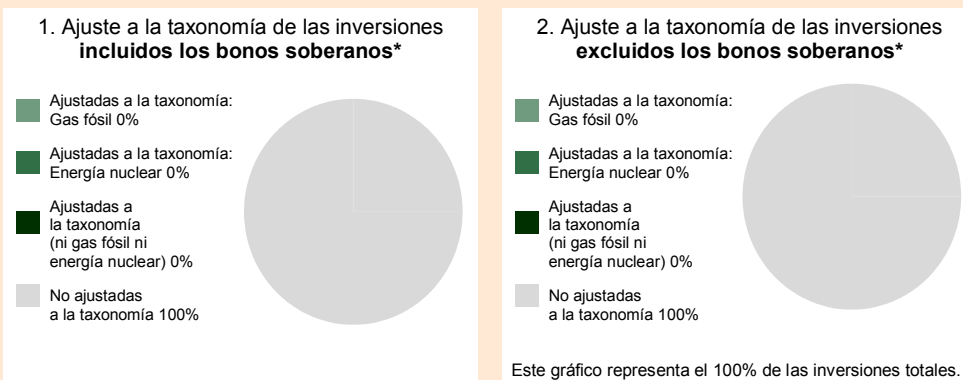 1. Ajuste a la taxonomía de las inversiones
incluidos los bonos soberanos*
Ajustadas a la taxonomía:
Gas fósil 0%
Ajustadas a la taxonomía:
Energía nuclear 0%
Ajustadas a
la taxonomía
(ni gas fósil ni
energía nuclear) 0%
No ajustadas
a la taxonomía 100%
2. Ajuste a la taxonomía de las inversiones
excluidos los bonos soberanos*
Ajustadas a la taxonomía:
Gas fósil 0%
Ajustadas a la taxonomía:
Energía nuclear 0%
Ajustadas a
la taxonomía
(ni gas fósil ni
energía nuclear) 0%
No ajustadas
a la taxonomía 100%
Este gráfico representa el 100% de las inversiones totales.